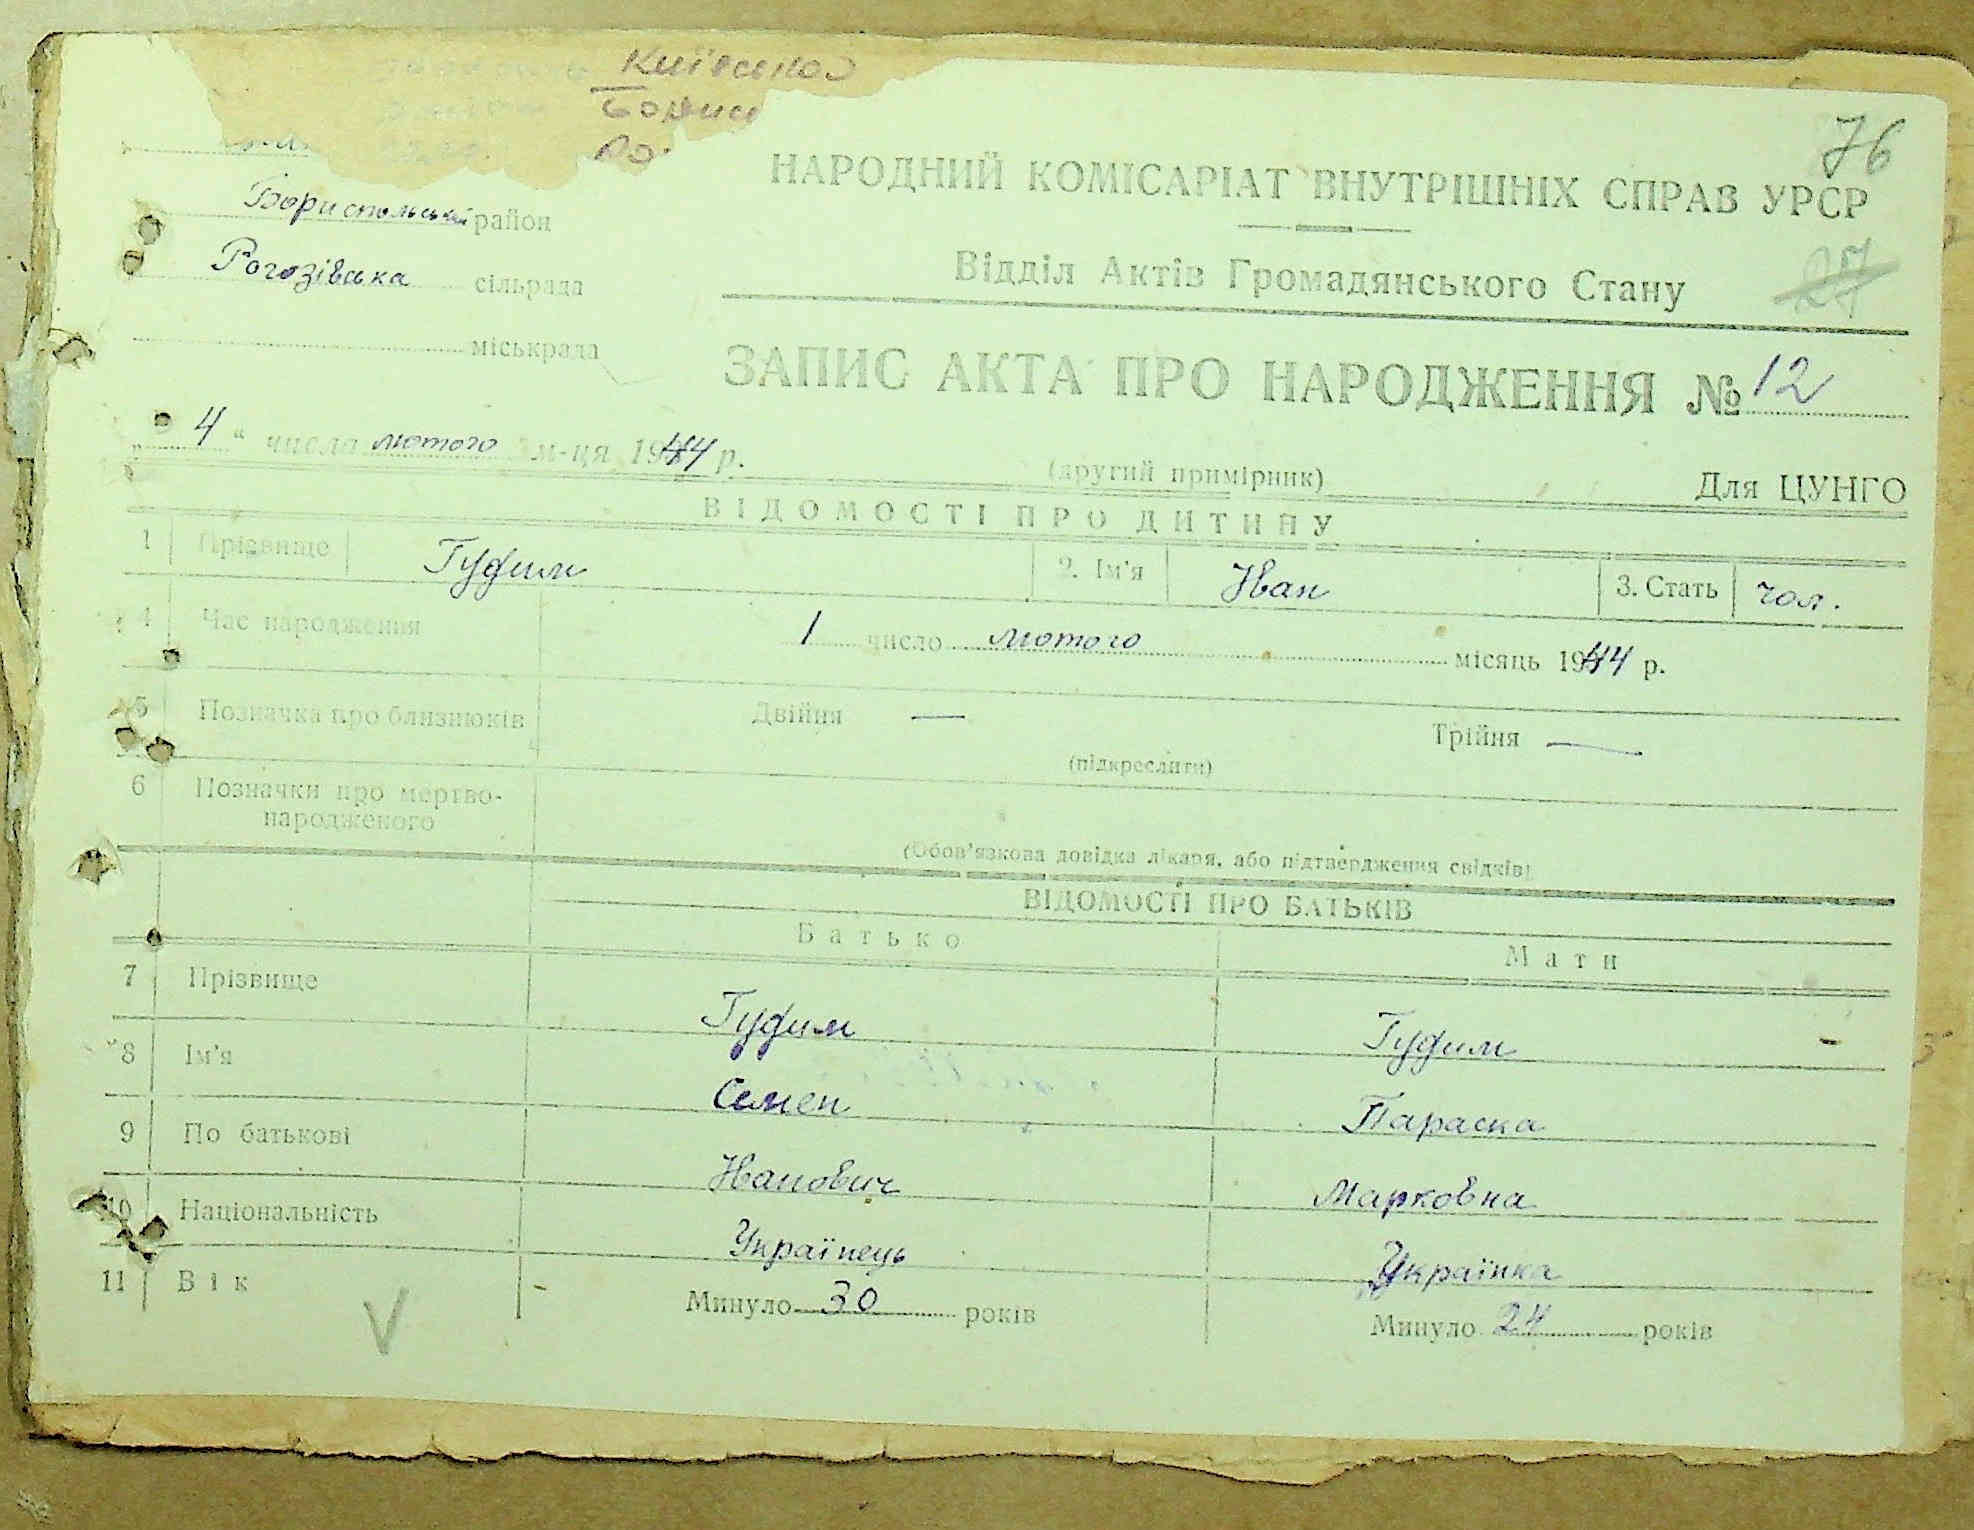 Київської
76
НАРОДНИЙ КОМІСАРІАТ ВНУТРІШНІХ СПРАВ УРСР
Бориспольський район
Відділ Актів Громадянського Стану
27
Рогозівська сільрада
міськрада
ЗАПИС АКТА ПРО НАРОДЖЕННЯ № 12
„ 4 “ числа лютого м-ця 1944 р.
(другий примірник)
Для ЦУНГО
ВІДОМОСТІ ПРО ДИТИНУ
1 Прізвище Гудим 2. Ім'я Іван 3. Стать чол.
4 Час народження 1 число лютого місяць 1944 р.
5 Позначка про близнюків Двійня — Трійня —
(підкреслити)
6 Позначки про мертво-
народженого
(Обов'язкова довідка лікаря, або підтвердження свідків)
ВІДОМОСТІ ПРО БАТЬКІВ
Батько Мати
7 Прізвище Гудим Гудим
8 Ім'я Семен Параска
9 По батькові Іванович Марковна
10 Національність Українець Українка
11 Вік Минуло 30 років Минуло 24 років